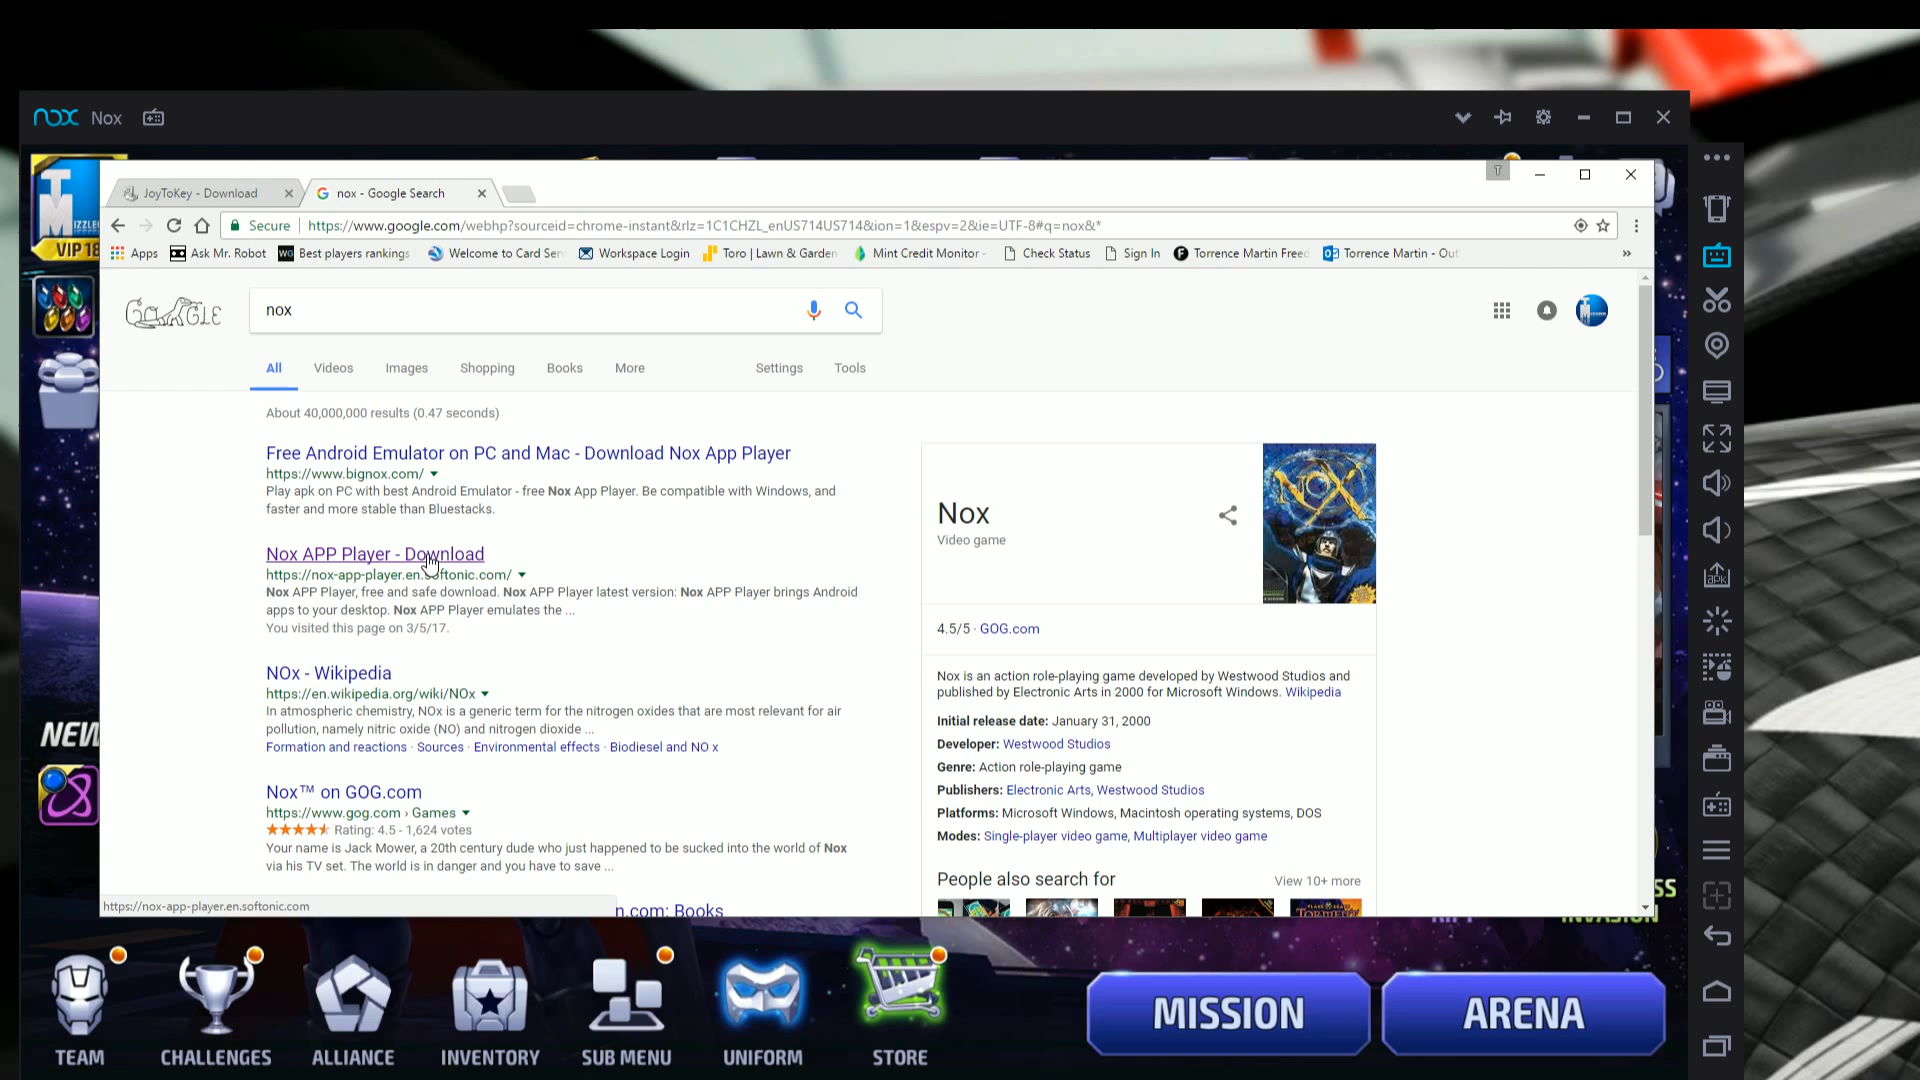 nox Nox
TM
IZZLE
VIP 18
T
JoyToKey - Download
nox - Google Search
Secure
https://www.google.com/webhp?sourceid=chrome-instant&rlz=1C1CHZL_enUS714US714&ion=1&espv=2&ie=UTF-8#q=nox&*
Apps
Ask Mr. Robot
WG Best players rankings
Welcome to Card Ser
Workspace Login
Toro | Lawn & Garden
Mint Credit Monitor -
Check Status
Sign In
Torrence Martin Freed
Torrence Martin - Out
»
nox
All
Videos
Images
Shopping
Books
More
Settings
Tools
About 40,000,000 results (0.47 seconds)
Free Android Emulator on PC and Mac - Download Nox App Player
https://www.bignox.com/
Play apk on PC with best Android Emulator - free Nox App Player. Be compatible with Windows, and
faster and more stable than Bluestacks.
Nox APP Player - Download
https://nox-app-player.en.softonic.com/
Nox APP Player, free and safe download. Nox APP Player latest version: Nox APP Player brings Android
apps to your desktop. Nox APP Player emulates the ...
You visited this page on 3/5/17.
NOx - Wikipedia
https://en.wikipedia.org/wiki/NOx
In atmospheric chemistry, NOx is a generic term for the nitrogen oxides that are most relevant for air
pollution, namely nitric oxide (NO) and nitrogen dioxide ...
Formation and reactions · Sources · Environmental effects · Biodiesel and NO x
Nox™ on GOG.com
https://www.gog.com › Games
Rating: 4.5 - 1,624 votes
Your name is Jack Mower, a 20th century dude who just happened to be sucked into the world of Nox
via his TV set. The world is in danger and you have to save ...
n.com: Books
https://nox-app-player.en.softonic.com
Nox
Video game
NOX
4.5/5 · GOG.com
Nox is an action role-playing game developed by Westwood Studios and
published by Electronic Arts in 2000 for Microsoft Windows. Wikipedia
Initial release date: January 31, 2000
Developer: Westwood Studios
Genre: Action role-playing game
Publishers: Electronic Arts, Westwood Studios
Platforms: Microsoft Windows, Macintosh operating systems, DOS
Modes: Single-player video game, Multiplayer video game
People also search for
View 10+ more
NEW
SS
INVASION
TEAM
CHALLENGES
ALLIANCE
INVENTORY
SUB MENU
UNIFORM
STORE
MISSION
ARENA